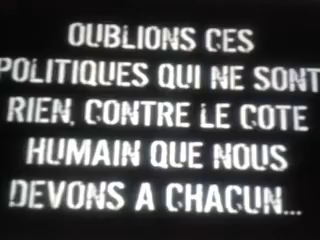 OUBLIONS CES
POLITIQUES QUI NE SONT
RIEN, CONTRE LE COTE
HUMAIN QUE NOUS
DEVONS A CHACUN...